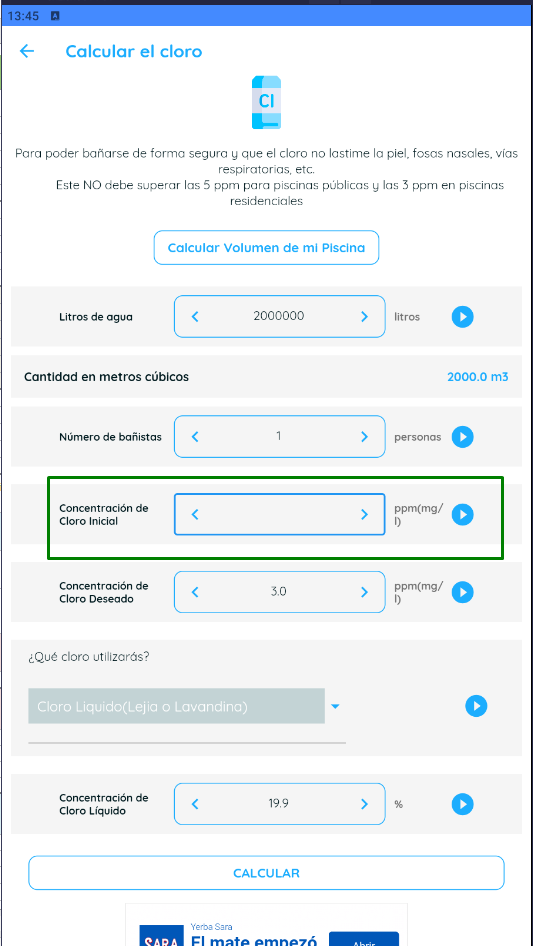 13:45 A
Calcular el cloro
Cl
Para poder bañarse de forma segura y que el cloro no lastime la piel, fosas nasales, vías
respiratorias, etc.
Este NO debe superar las 5 ppm para piscinas públicas y las 3 ppm en piscinas
residenciales
Calcular Volumen de mi Piscina
Litros de agua 2000000 litros
Cantidad en metros cúbicos 2000.0 m3
Número de bañistas 1 personas
Concentración de
Cloro Inicial
ppm(mg/
l)
Concentración de
Cloro Deseado
3.0
ppm(mg/
l)
¿Qué cloro utilizarás?
Cloro Liquido(Lejia o Lavandina)
Concentración de
Cloro Líquido
19.9 %
CALCULAR
Yerba Sara
SARA El mate empezó Abrir